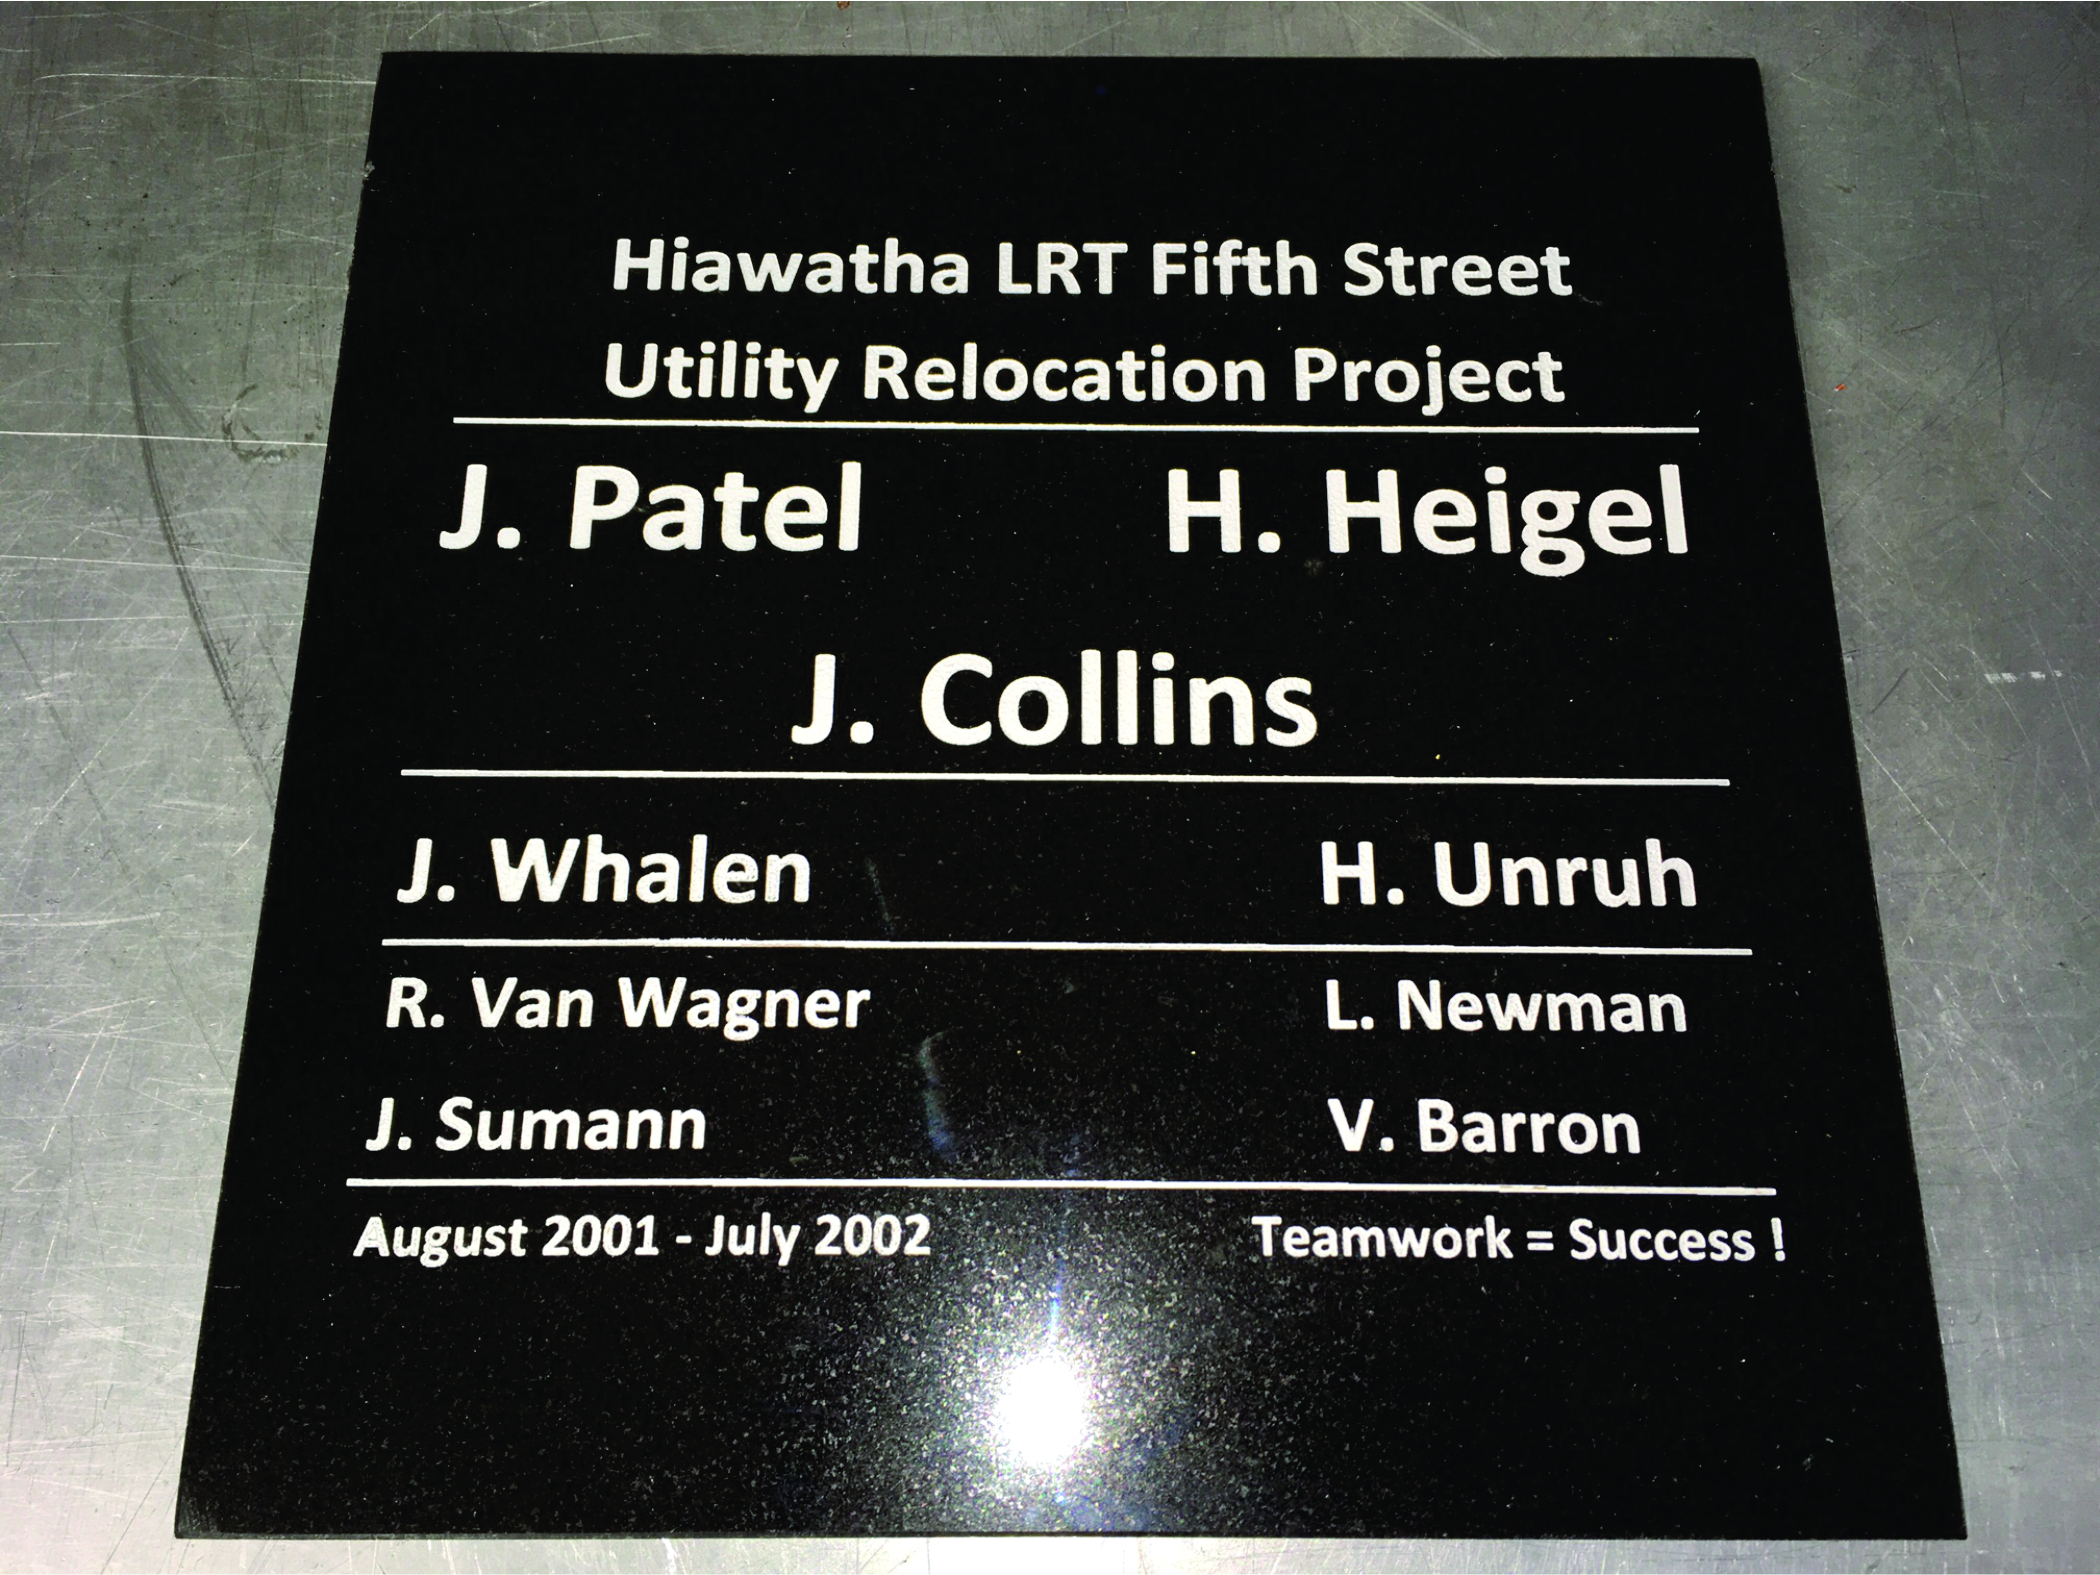 Hiawatha LRT Fifth Street
Utility Relocation Project
J. Patel H. Heigel
J. Collins
J. Whalen H. Unruh
R. Van Wagner L. Newman
J. Sumann V. Barron
August 2001 - July 2002 Teamwork = Success !